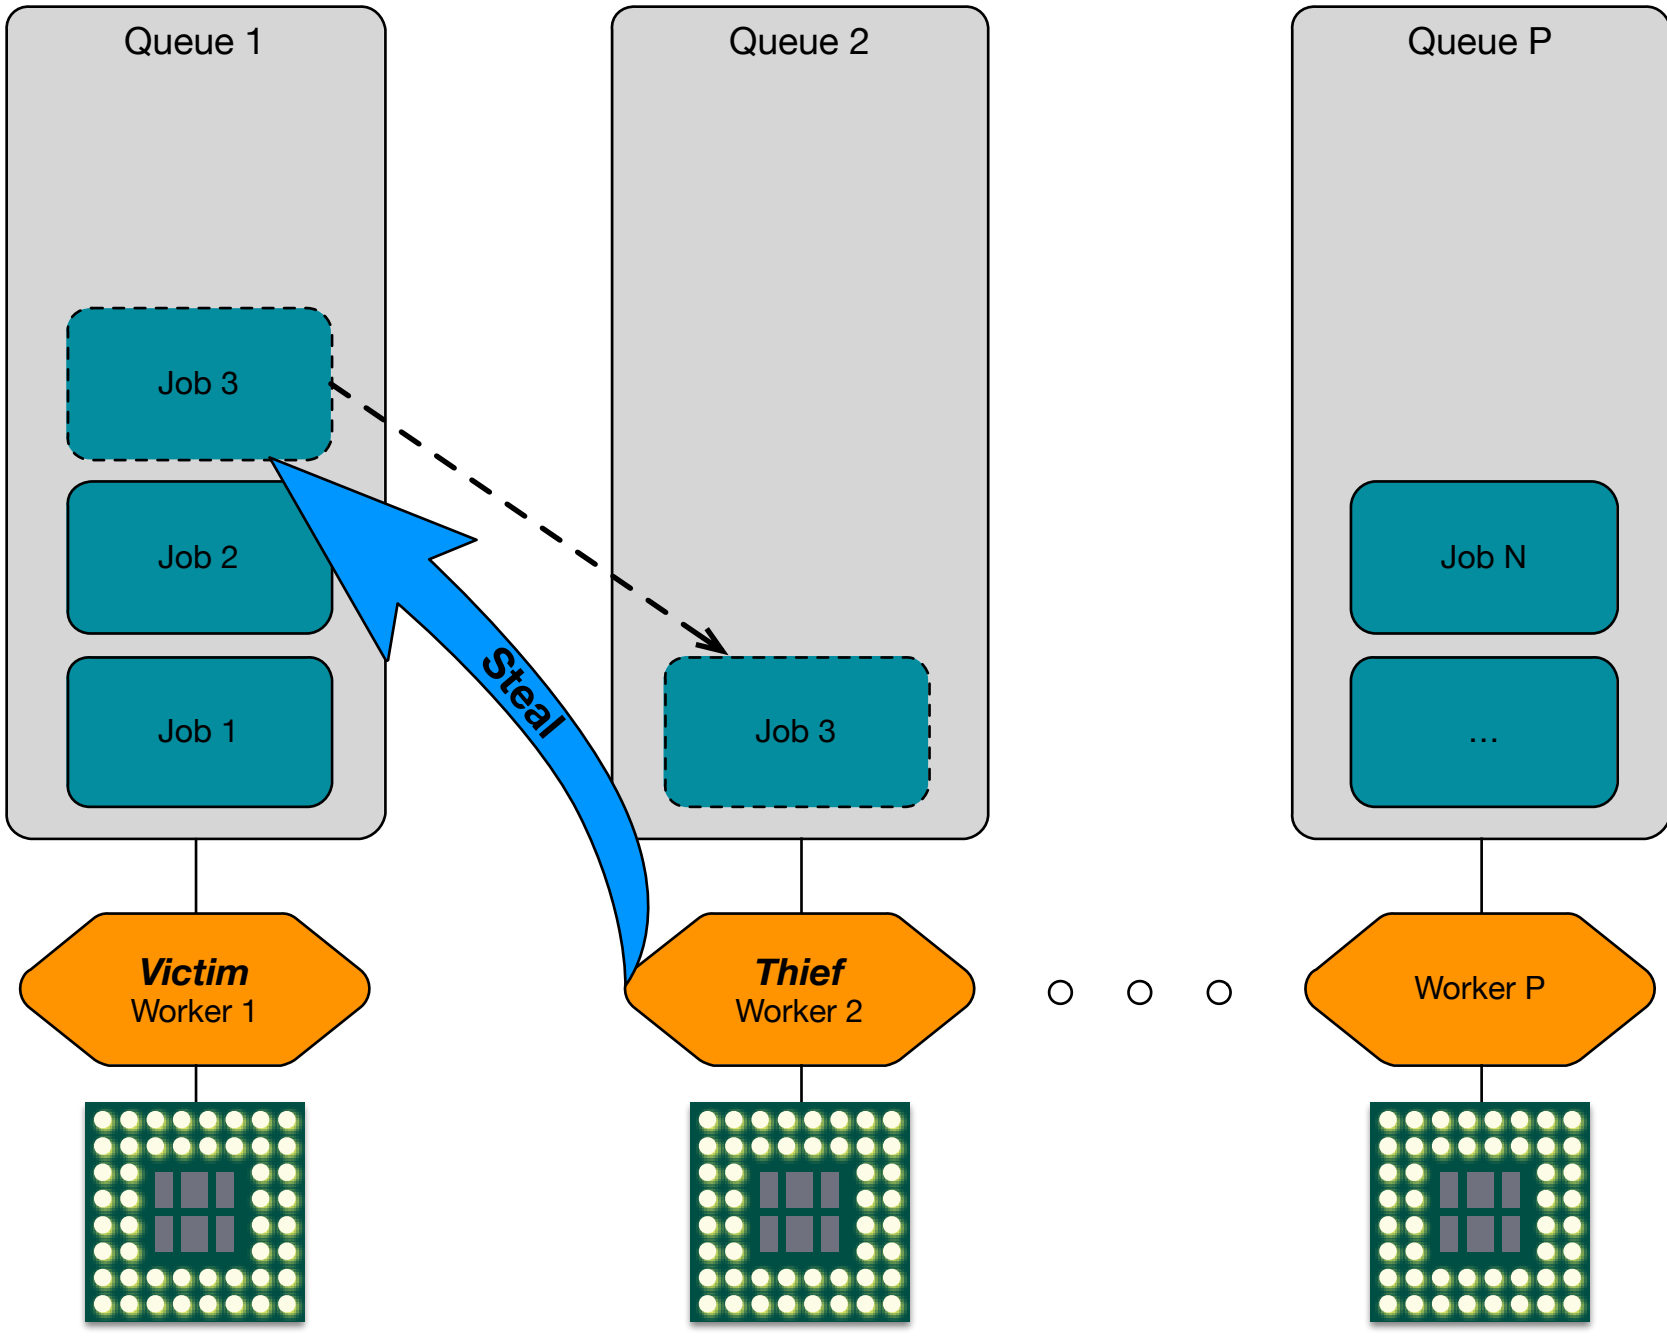 Queue 1
Queue 2
Queue P
Job 3
Job 2
Job N
Steal
Job 1
Job 3
...
Victim
Worker 1
Thief
Worker 2
Worker P